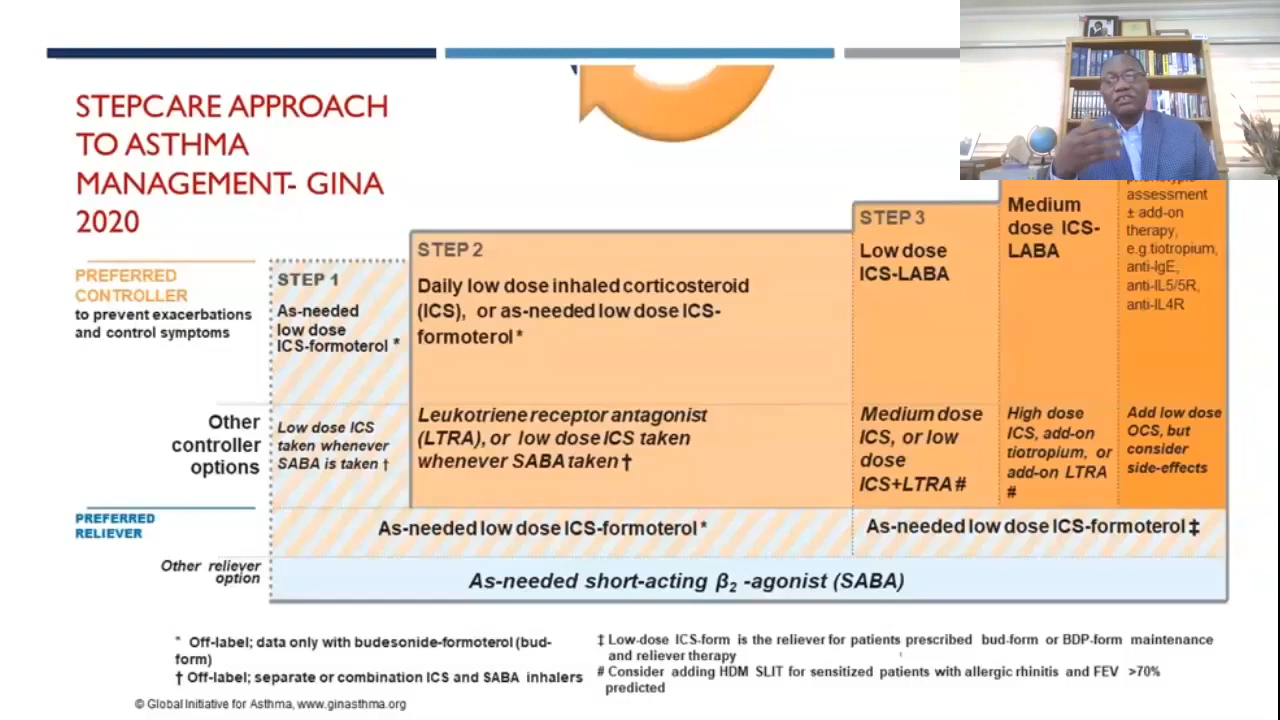 STEPCARE APPROACH
TO ASTHMA
MANAGEMENT- GINA
2020
PREFERRED
CONTROLLER
to prevent exacerbations
and control symptoms
Other
controller
options
PREFERRED
RELIEVER
Other reliever
option
STEP 1
As-needed
low dose
ICS-formoterol *
Low dose ICS
taken whenever
SABA is taken †
STEP 2
Daily low dose inhaled corticosteroid
(ICS), or as-needed low dose ICS-
formoterol *
Leukotriene receptor antagonist
(LTRA), or low dose ICS taken
whenever SABA taken †
STEP 3
Low dose
ICS-LABA
Medium dose
ICS, or low
dose
ICS+LTRA #
Medium
dose ICS-
LABA
High dose
ICS, add-on
tiotropium, or
add-on LTRA
#
assessment
± add-on
therapy,
e.g.tiotropium,
anti-IgE,
anti-IL5/5R,
anti-IL4R
Add low dose
OCS, but
consider
side-effects
As-needed low dose ICS-formoterol *
As-needed low dose ICS-formoterol ‡
As-needed short-acting β₂ -agonist (SABA)
* Off-label; data only with budesonide-formoterol (bud-
form)
† Off-label; separate or combination ICS and SABA inhalers
‡ Low-dose ICS-form is the reliever for patients prescribed bud-form or BDP-form maintenance
and reliever therapy
# Consider adding HDM SLIT for sensitized patients with allergic rhinitis and FEV >70%
predicted
© Global Initiative for Asthma, www.ginasthma.org